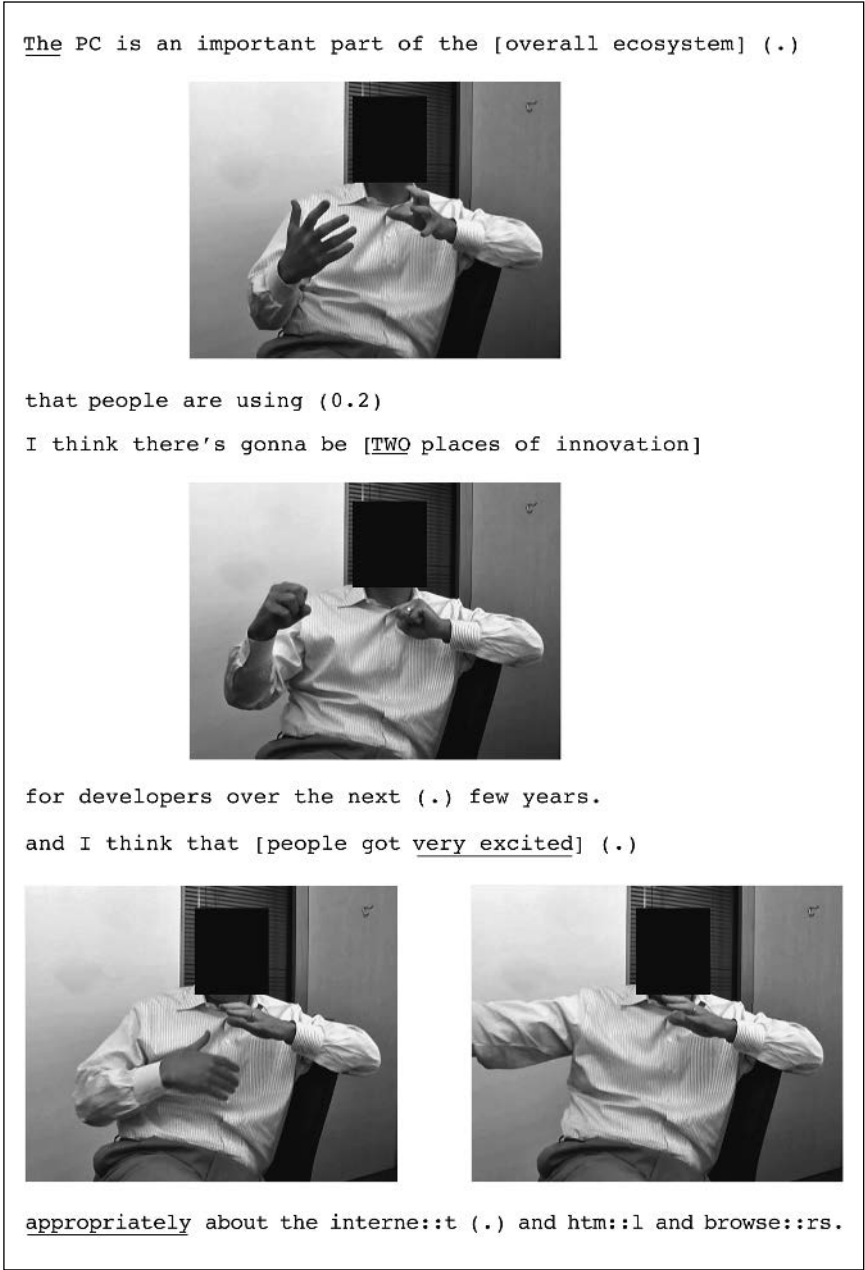 The PC is an important part of the [overall ecosystem] (.)
that people are using (0.2)
I think there's gonna be [TWO places of innovation]
for developers over the next (.) few years.
and I think that [people got very excited] (.)
appropriately about the interne::t (.) and htm::l and browse::rs.